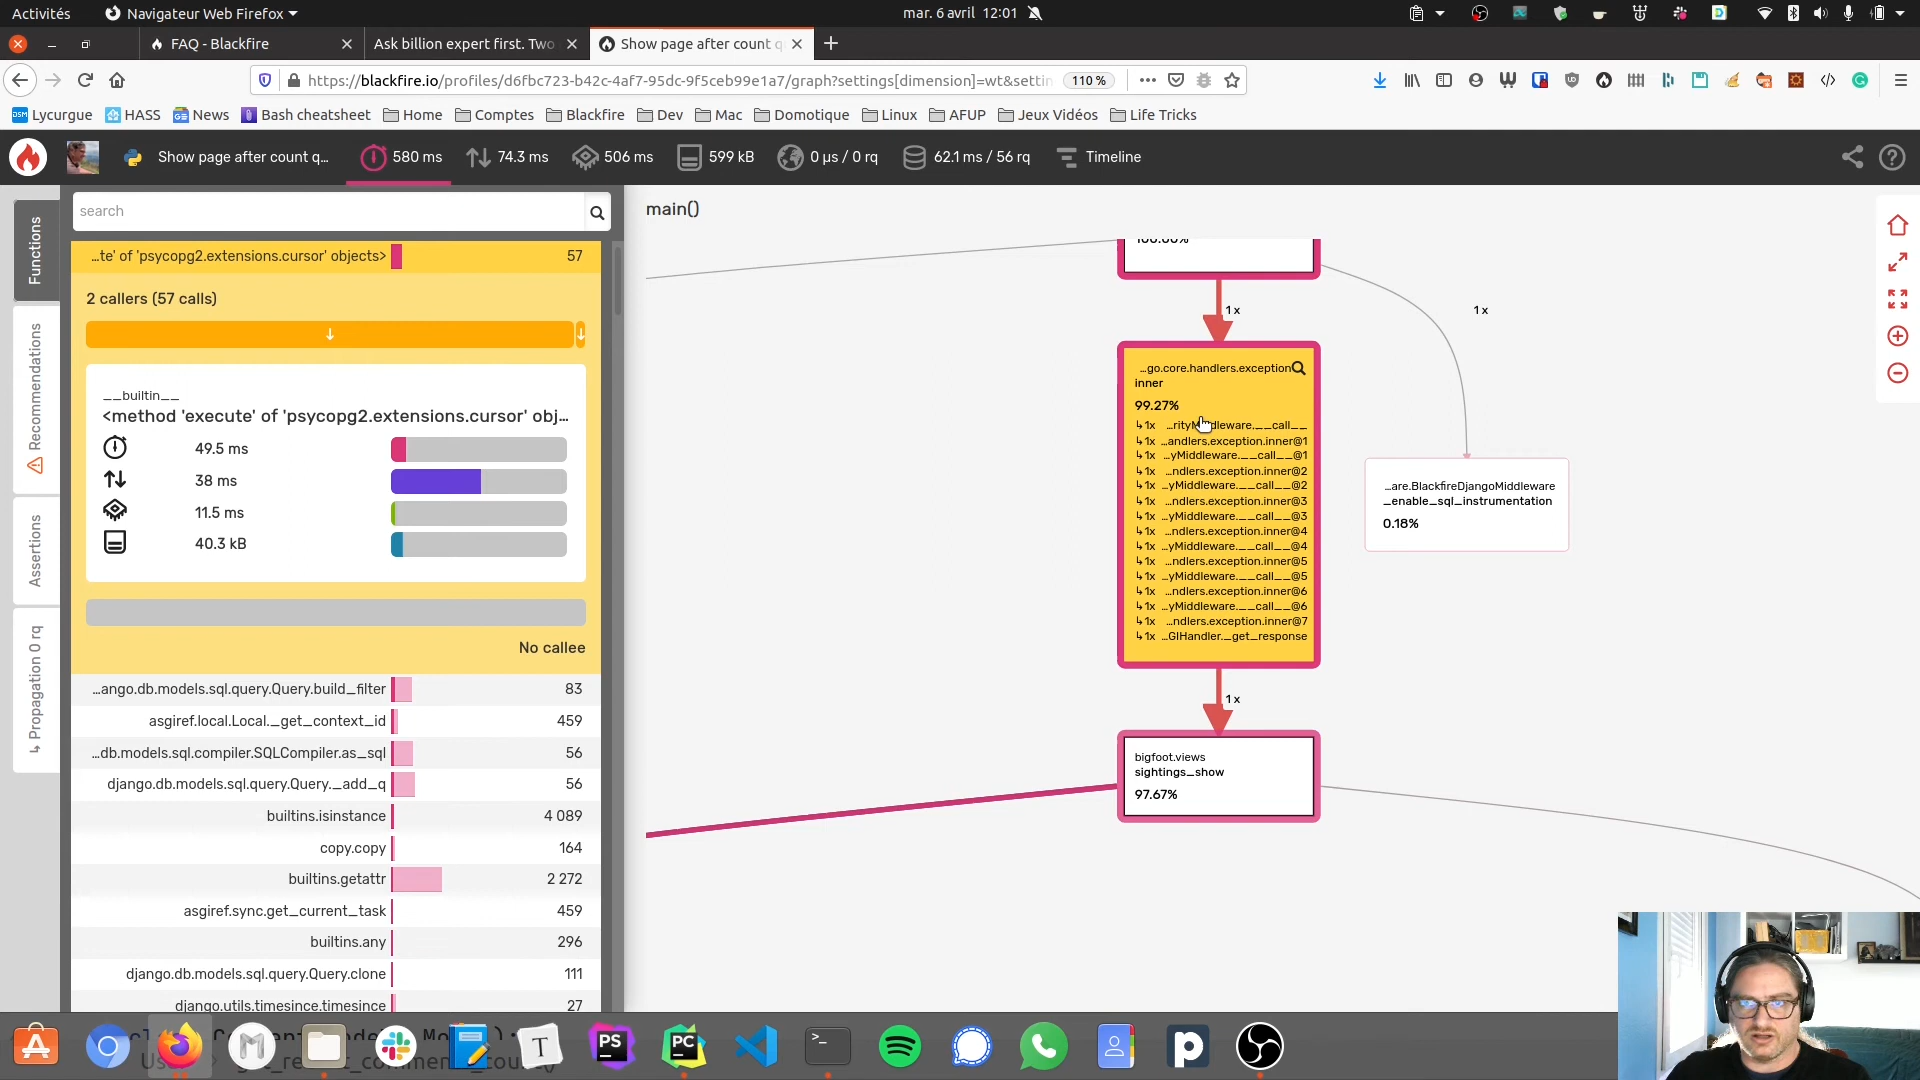 Activités
Navigateur Web Firefox
mar. 6 avril 12:01
FAQ - Blackfire
Ask billion expert first. Two
Show page after count q
https://blackfire.io/profiles/d6fbc723-b42c-4af7-95dc-9f5ceb99e1a7/graph?settings[dimension]=wt&settin
110 %
Lycurgue
HASS
News
Bash cheatsheet
Home
Comptes
Blackfire
Dev
Mac
Domotique
Linux
AFUP
Jeux Vidéos
Life Tricks
Show page after count q...
580 ms
74.3 ms
506 ms
599 kB
0 µs / 0 rq
62.1 ms / 56 rq
Timeline
Functions
Recommendations
Assertions
↳ Propagation 0 rq
search
…te' of 'psycopg2.extensions.cursor' objects> 57
2 callers (57 calls)
__builtin__
<method 'execute' of 'psycopg2.extensions.cursor' obj…
49.5 ms
38 ms
11.5 ms
40.3 kB
No callee
…ango.db.models.sql.query.Query.build_filter 83
asgiref.local.Local._get_context_id 459
…db.models.sql.compiler.SQLCompiler.as_sql 56
django.db.models.sql.query.Query._add_q 56
builtins.isinstance 4 089
copy.copy 164
builtins.getattr 2 272
asgiref.sync.get_current_task 459
builtins.any 296
django.db.models.sql.query.Query.clone 111
django.utils.timesince.timesince 27
main()
1 x
1 x
…go.core.handlers.exception
inner
99.27%
↳1x …rityMiddleware.__call__
↳1x …andlers.exception.inner@1
↳1x …yMiddleware.__call__@1
↳1x …ndlers.exception.inner@2
↳1x …yMiddleware.__call__@2
↳1x …ndlers.exception.inner@3
↳1x …yMiddleware.__call__@3
↳1x …ndlers.exception.inner@4
↳1x …yMiddleware.__call__@4
↳1x …ndlers.exception.inner@5
↳1x …yMiddleware.__call__@5
↳1x …ndlers.exception.inner@6
↳1x …yMiddleware.__call__@6
↳1x …ndlers.exception.inner@7
↳1x …GIHandler._get_response
…are.BlackfireDjangoMiddleware
_enable_sql_instrumentation
0.18%
1 x
bigfoot.views
sightings_show
97.67%